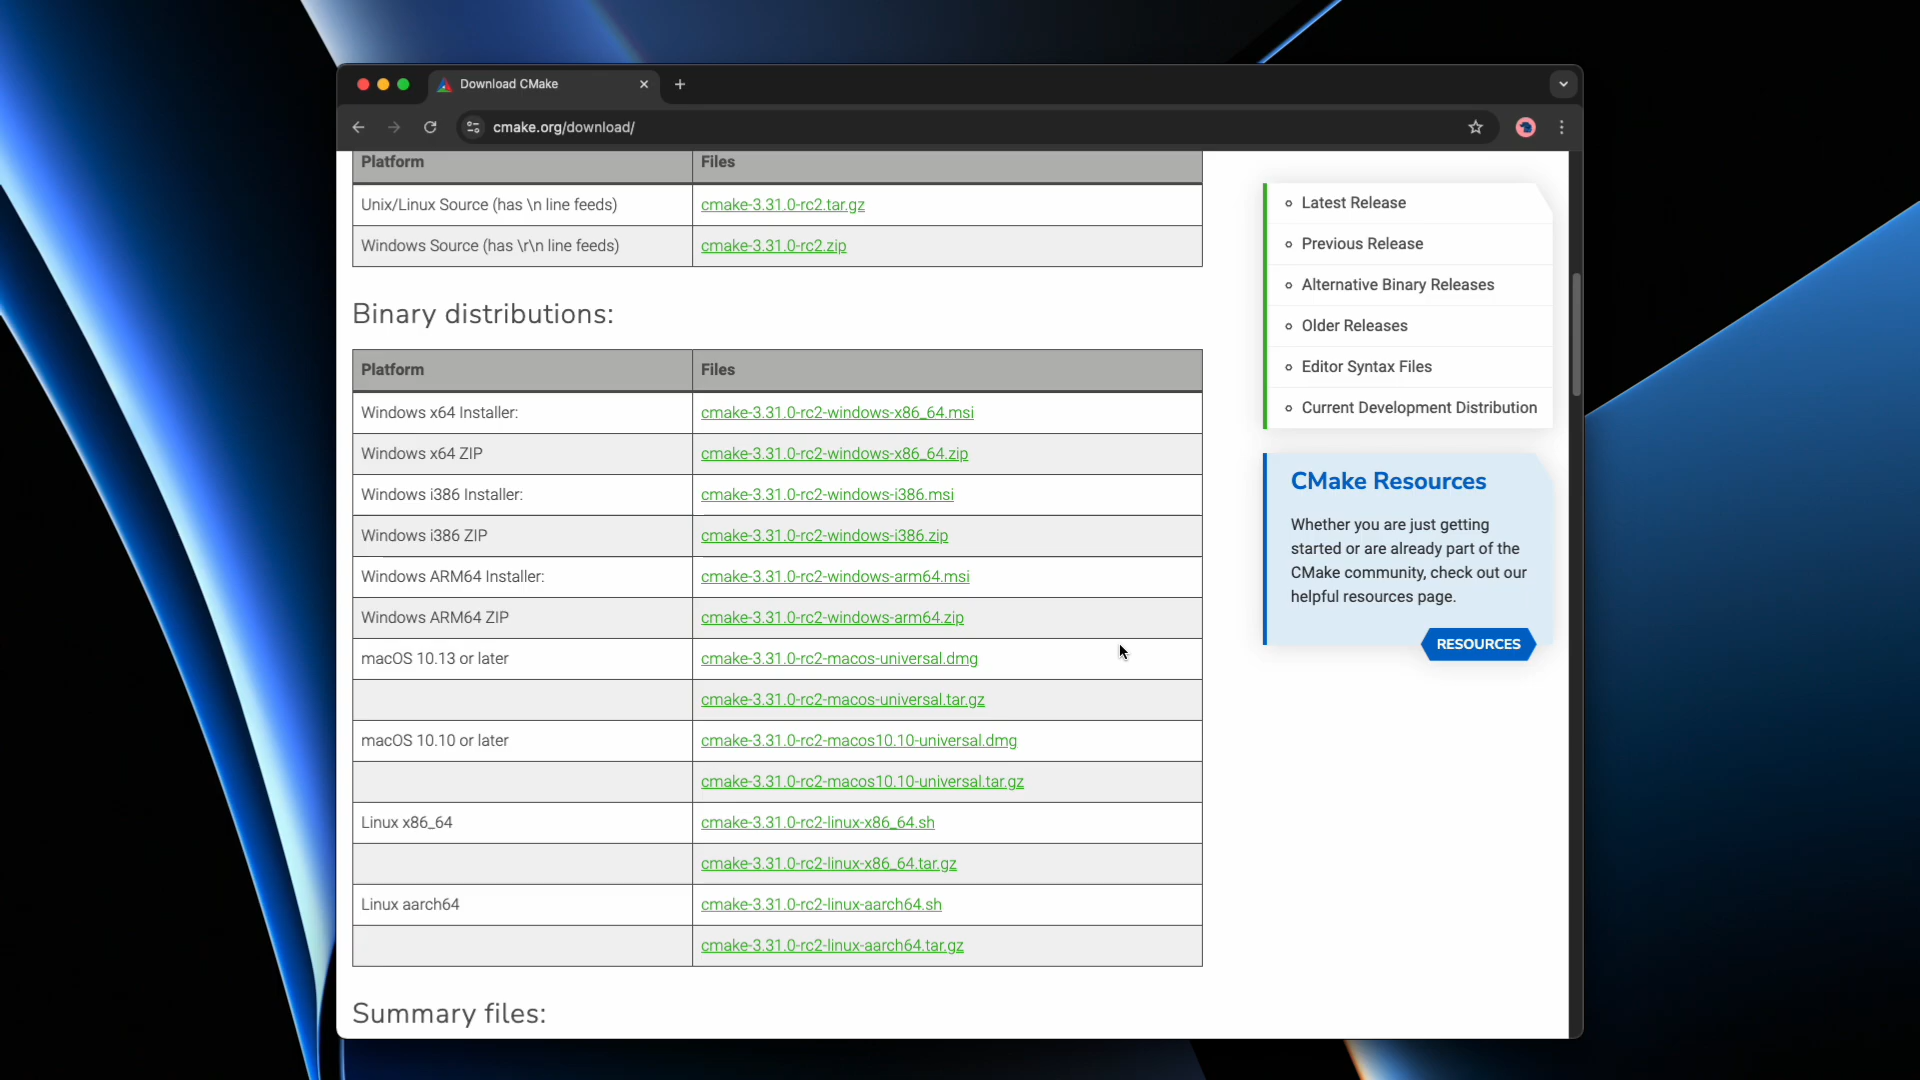 Download CMake
cmake.org/download/
Platform Files
Unix/Linux Source (has \n line feeds) cmake-3.31.0-rc2.tar.gz
Windows Source (has \r\n line feeds) cmake-3.31.0-rc2.zip
Binary distributions:
Platform Files
Windows x64 Installer: cmake-3.31.0-rc2-windows-x86_64.msi
Windows x64 ZIP cmake-3.31.0-rc2-windows-x86_64.zip
Windows i386 Installer: cmake-3.31.0-rc2-windows-i386.msi
Windows i386 ZIP cmake-3.31.0-rc2-windows-i386.zip
Windows ARM64 Installer: cmake-3.31.0-rc2-windows-arm64.msi
Windows ARM64 ZIP cmake-3.31.0-rc2-windows-arm64.zip
macOS 10.13 or later cmake-3.31.0-rc2-macos-universal.dmg
cmake-3.31.0-rc2-macos-universal.tar.gz
macOS 10.10 or later cmake-3.31.0-rc2-macos10.10-universal.dmg
cmake-3.31.0-rc2-macos10.10-universal.tar.gz
Linux x86_64 cmake-3.31.0-rc2-linux-x86_64.sh
cmake-3.31.0-rc2-linux-x86_64.tar.gz
Linux aarch64 cmake-3.31.0-rc2-linux-aarch64.sh
cmake-3.31.0-rc2-linux-aarch64.tar.gz
Summary files:
Latest Release
Previous Release
Alternative Binary Releases
Older Releases
Editor Syntax Files
Current Development Distribution
CMake Resources
Whether you are just getting
started or are already part of the
CMake community, check out our
helpful resources page.
RESOURCES